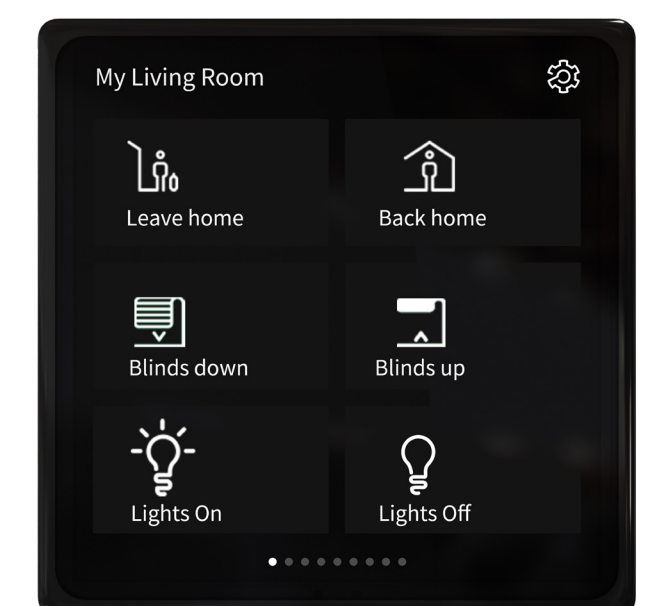 My Living Room
Leave home
Back home
Blinds down
Blinds up
Lights On
Lights Off